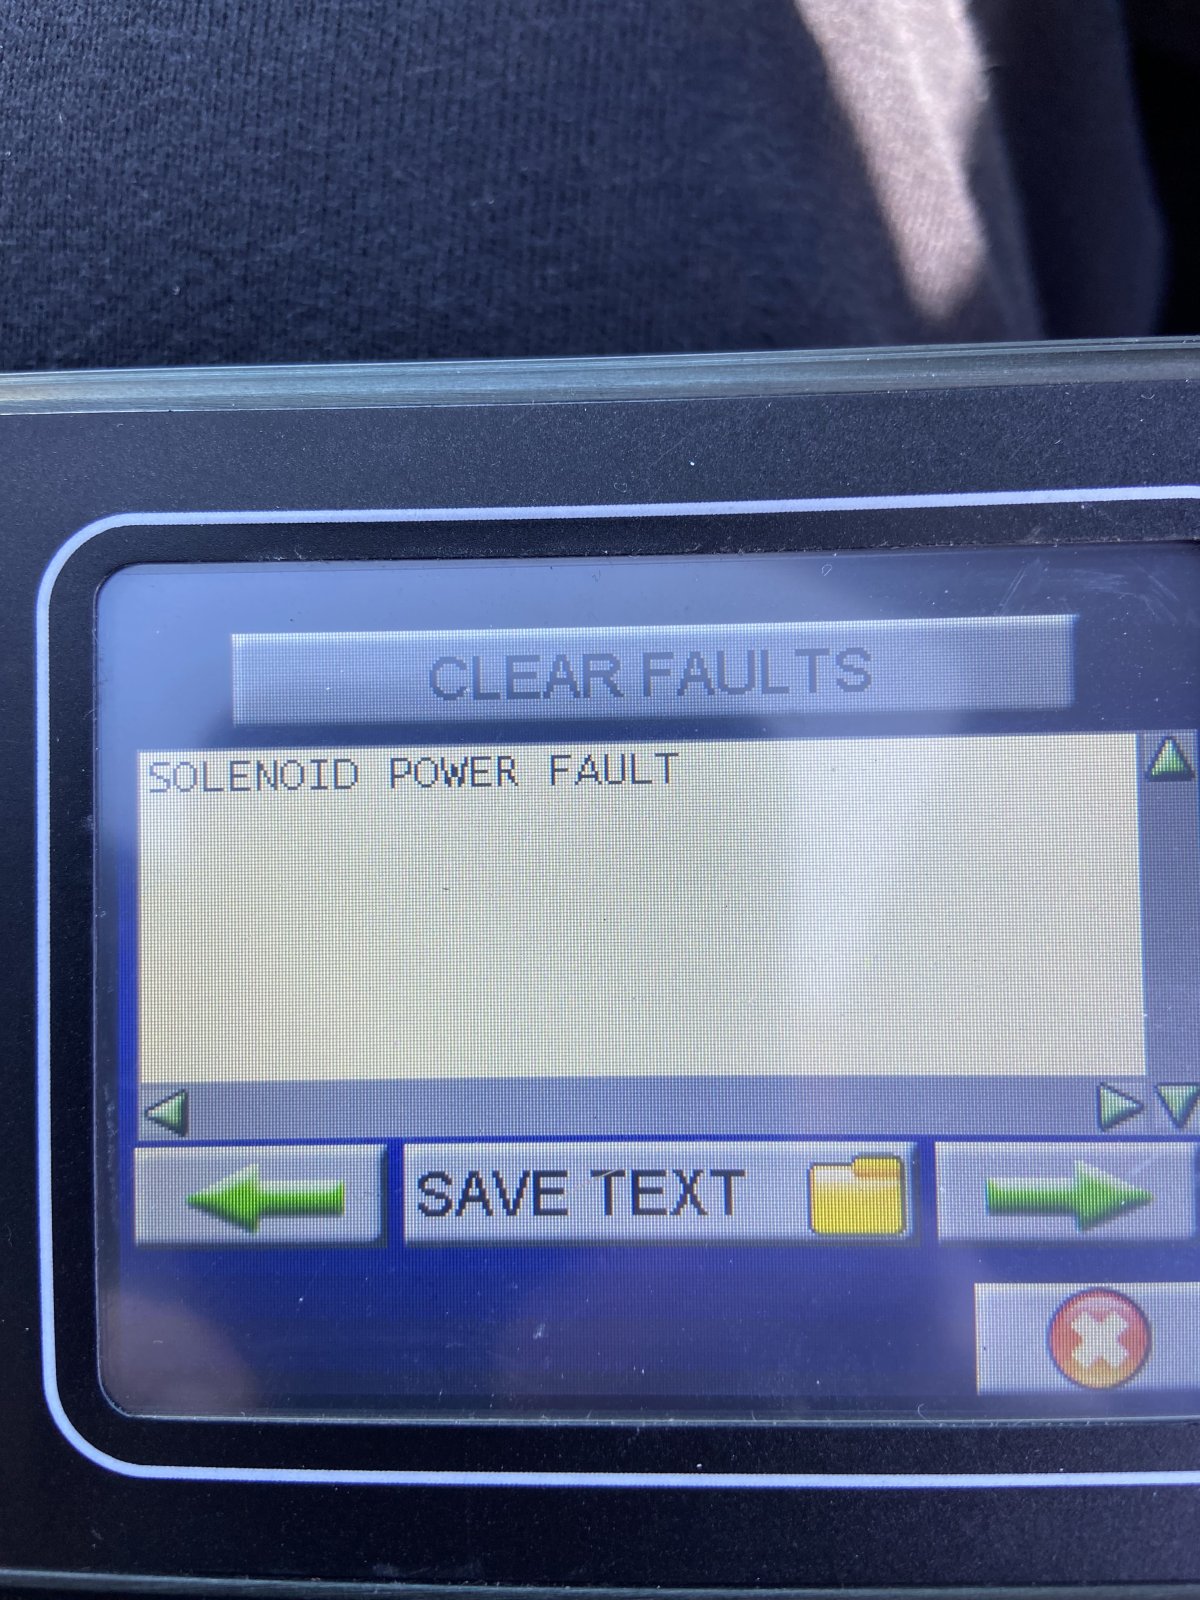 CLEAR FAULTS
SOLENOID POWER FAULT
SAVE TEXT